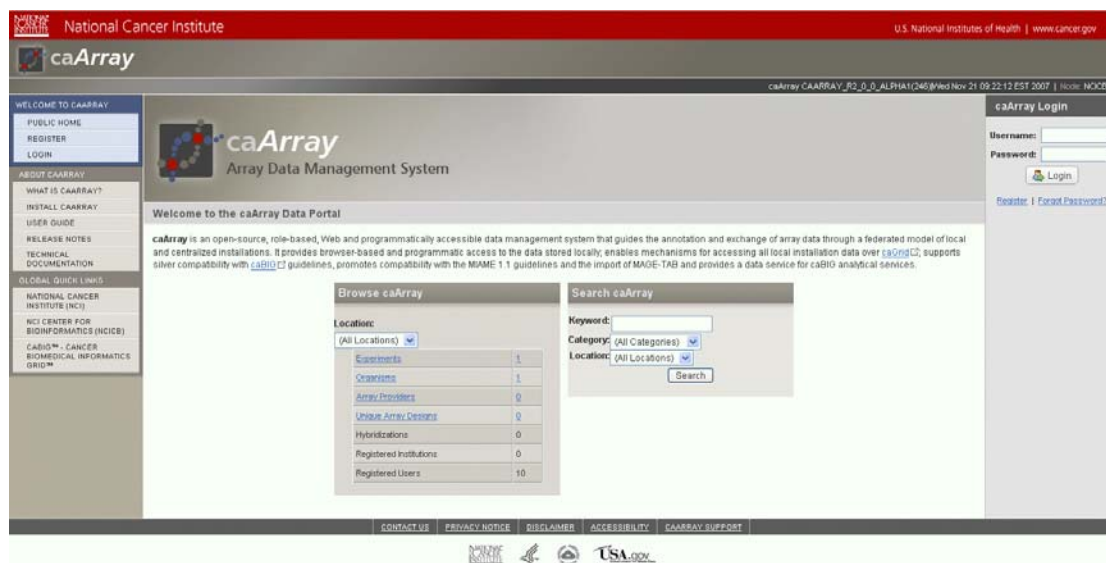 National Cancer Institute
U.S. National Institutes of Health | www.cancer.gov
caArray
caArray CAARRAY_R2_0_0_ALPHA1(246)|Wed Nov 21 09:22:12 EST 2007 | Node: NCICB
WELCOME TO CAARRAY
PUBLIC HOME
REGISTER
LOGIN
ABOUT CAARRAY
WHAT IS CAARRAY?
INSTALL CAARRAY
USER GUIDE
RELEASE NOTES
TECHNICAL
DOCUMENTATION
GLOBAL QUICK LINKS
NATIONAL CANCER
INSTITUTE (NCI)
NCI CENTER FOR
BIOINFORMATICS (NCICB)
CABIG™ - CANCER
BIOMEDICAL INFORMATICS
GRID™
caArray
Array Data Management System
Welcome to the caArray Data Portal
caArray is an open-source, role-based, Web and programmatically accessible data management system that guides the annotation and exchange of array data through a federated model of local
and centralized installations. It provides browser-based and programmatic access to the data stored locally; enables mechanisms for accessing all local installation data over caGrid; supports
silver compatibility with caBIG guidelines, promotes compatibility with the MIAME 1.1 guidelines and the import of MAGE-TAB and provides a data service for caBIG analytical services.
Browse caArray
Location:
(All Locations)
Experiments 1
Organisms 1
Array Providers 0
Unique Array Designs 0
Hybridizations 0
Registered Institutions 0
Registered Users 10
Search caArray
Keyword:
Category: (All Categories)
Location: (All Locations)
Search
caArray Login
Username:
Password:
Login
Register | Forgot Password?
CONTACT US PRIVACY NOTICE DISCLAIMER ACCESSIBILITY CAARRAY SUPPORT
NATIONAL CANCER INSTITUTE
USA.gov